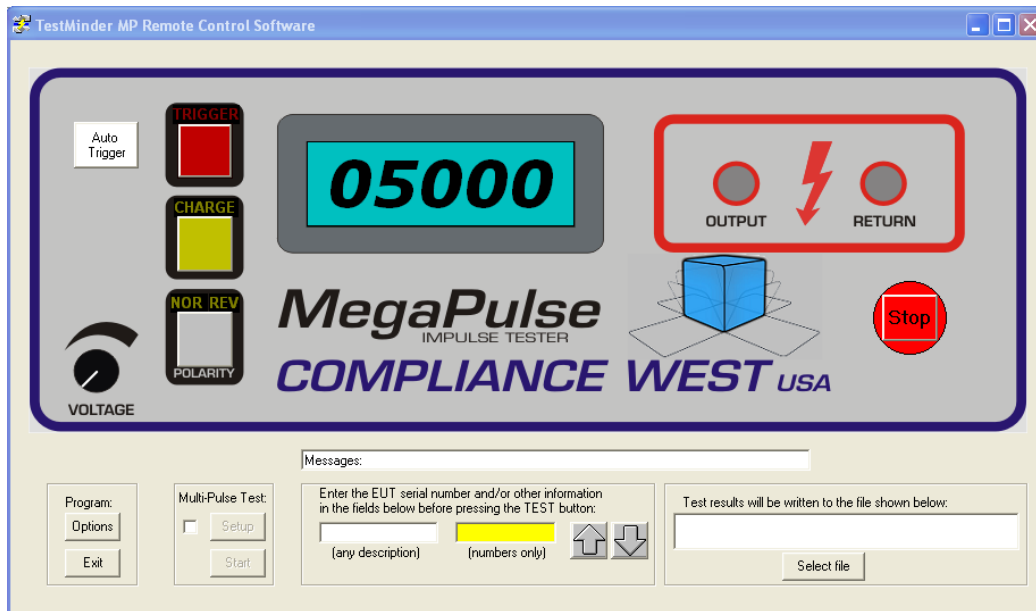 TestMinder MP Remote Control Software
Auto
Trigger
TRIGGER
CHARGE
NOR REV
POLARITY
VOLTAGE
05000
OUTPUT
RETURN
MegaPulse
IMPULSE TESTER
COMPLIANCE WEST USA
Stop
Messages:
Program:
Options
Exit
Multi-Pulse Test:
Setup
Start
Enter the EUT serial number and/or other information
in the fields below before pressing the TEST button:
(any description)
(numbers only)
Test results will be written to the file shown below:
Select file